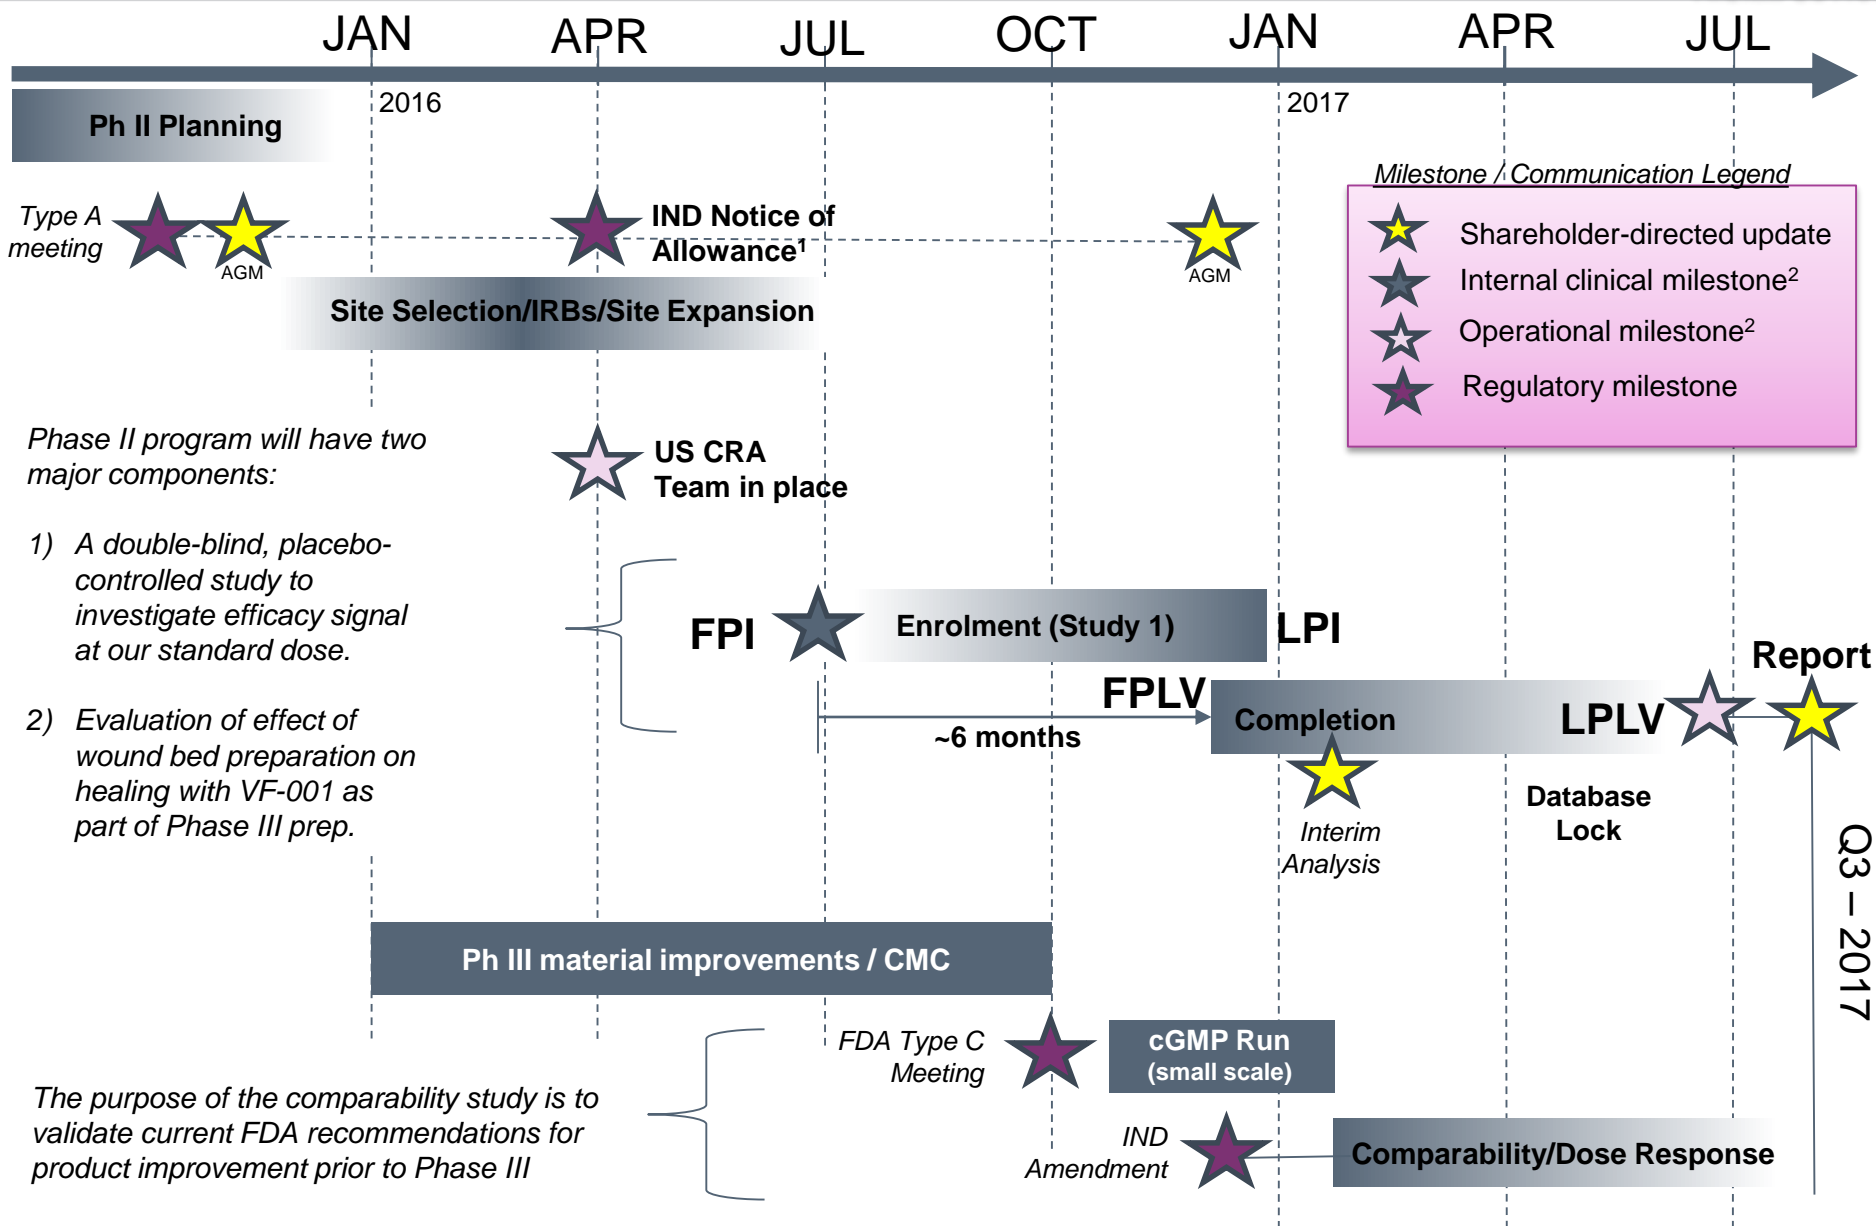 JAN APR JUL OCT JAN APR JUL
2016 2017
Ph II Planning
Milestone / Communication Legend
Shareholder-directed update
Internal clinical milestone²
Operational milestone²
Regulatory milestone
Type A
meeting
AGM
IND Notice of
Allowance¹
AGM
Site Selection/IRBs/Site Expansion
Phase II program will have two
major components:
1) A double-blind, placebo-
controlled study to
investigate efficacy signal
at our standard dose.
2) Evaluation of effect of
wound bed preparation on
healing with VF-001 as
part of Phase III prep.
US CRA
Team in place
FPI
Enrolment (Study 1)
LPI
Report
FPLV
~6 months
Completion
LPLV
Interim
Analysis
Database
Lock
Q3 – 2017
Ph III material improvements / CMC
FDA Type C
Meeting
cGMP Run
(small scale)
The purpose of the comparability study is to
validate current FDA recommendations for
product improvement prior to Phase III
IND
Amendment
Comparability/Dose Response